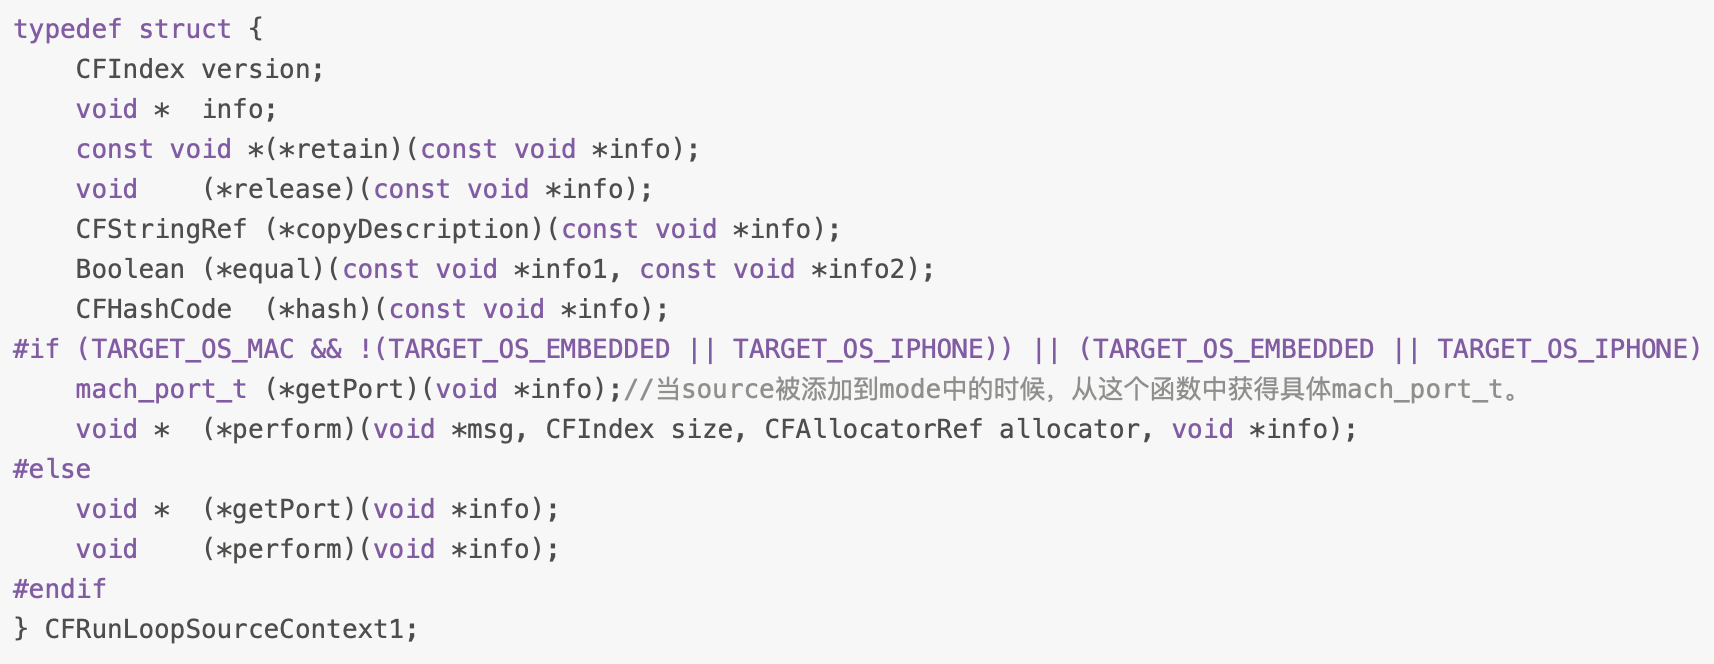 typedef struct {
    CFIndex version;
    void *  info;
    const void *(*retain)(const void *info);
    void    (*release)(const void *info);
    CFStringRef (*copyDescription)(const void *info);
    Boolean (*equal)(const void *info1, const void *info2);
    CFHashCode  (*hash)(const void *info);
#if (TARGET_OS_MAC && !(TARGET_OS_EMBEDDED || TARGET_OS_IPHONE)) || (TARGET_OS_EMBEDDED || TARGET_OS_IPHONE)
    mach_port_t (*getPort)(void *info);//当source被添加到mode中的时候，从这个函数中获得具体mach_port_t。
    void *  (*perform)(void *msg, CFIndex size, CFAllocatorRef allocator, void *info);
#else
    void *  (*getPort)(void *info);
    void    (*perform)(void *info);
#endif
} CFRunLoopSourceContext1;